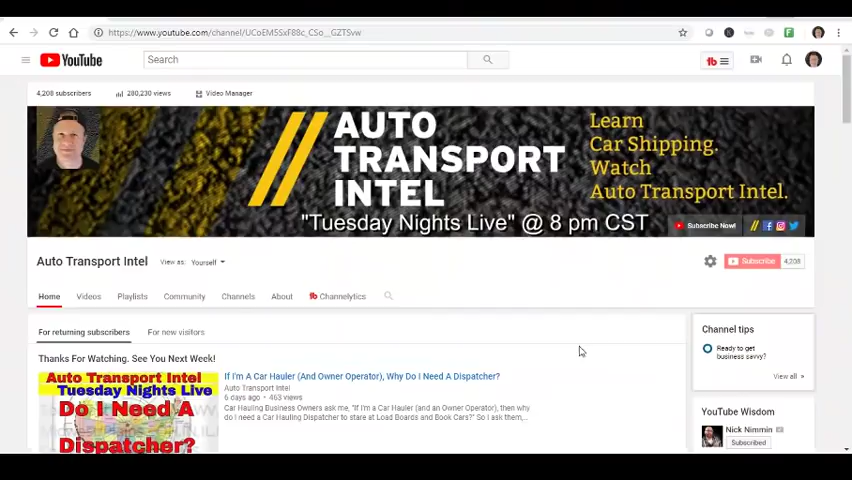 https://www.youtube.com/channel/UCoEM5SxF88c_CSo__GZTSvw
YouTube
Search
4,208 subscribers
280,230 views
Video Manager
AUTO
TRANSPORT
INTEL
Learn
Car Shipping.
Watch
Auto Transport Intel.
"Tuesday Nights Live" @ 8 pm CST
Subscribe Now!
Auto Transport Intel
View as: Yourself
Subscribe 4,208
Home Videos Playlists Community Channels About Channelytics
For returning subscribers
For new visitors
Thanks For Watching. See You Next Week!
Auto Transport Intel
Tuesday Nights Live
Do I Need A
Dispatcher?
If I'm A Car Hauler (And Owner Operator), Why Do I Need A Dispatcher?
Auto Transport Intel
6 days ago • 463 views
Car Hauling Business Owners ask me, "If I'm a Car Hauler (and an Owner Operator), then why
do I need a Car Hauling Dispatcher to stare at Load Boards and Book Cars?" So I ask them,
Channel tips
Ready to get
business savvy?
View all »
YouTube Wisdom
Nick Nimmin
Subscribed